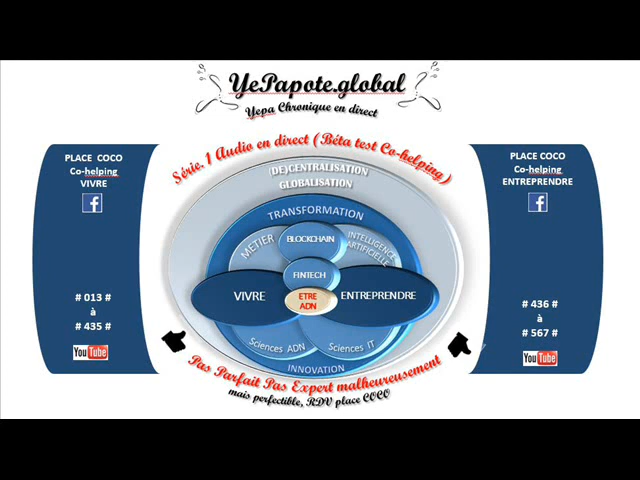 YePapote.global
Yepa Chronique en direct
Série. 1 Audio en direct (Béta test Co-helping)
PLACE COCO
Co-helping
VIVRE
# 013 #
à
# 435 #
YouTube
(DE)CENTRALISATION
GLOBALISATION
TRANSFORMATION
METIER
BLOCKCHAIN
INTELLIGENCE
ARTIFICIELLE
FINTECH
VIVRE
ETRE
ADN
ENTREPRENDRE
Sciences ADN
Sciences IT
INNOVATION
PLACE COCO
Co-helping
ENTREPRENDRE
# 436 #
à
# 567 #
YouTube
Pas Parfait Pas Expert malheureusement
mais perfectible, RDV place COCO